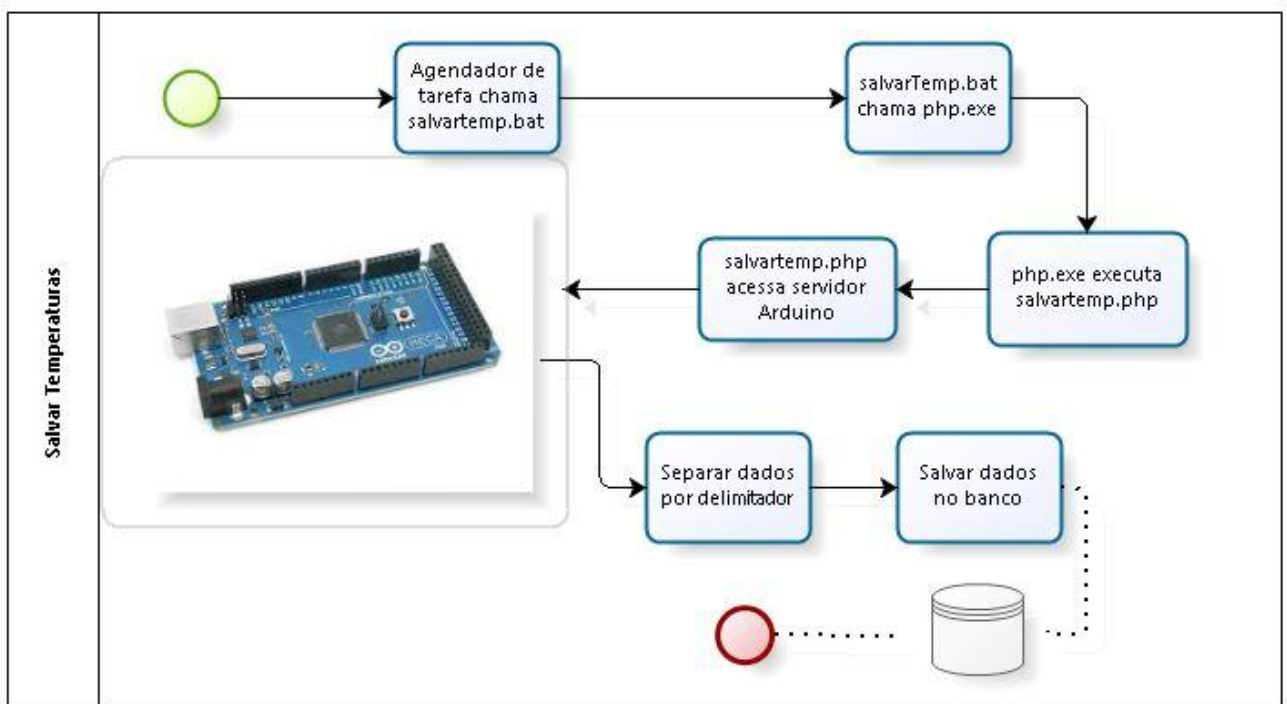 Salvar Temperaturas
Agendador de
tarefa chama
salvartemp.bat
salvarTemp.bat
chama php.exe
php.exe executa
salvartemp.php
salvartemp.php
acessa servidor
Arduino
MEGA
Separar dados
por delimitador
Salvar dados
no banco